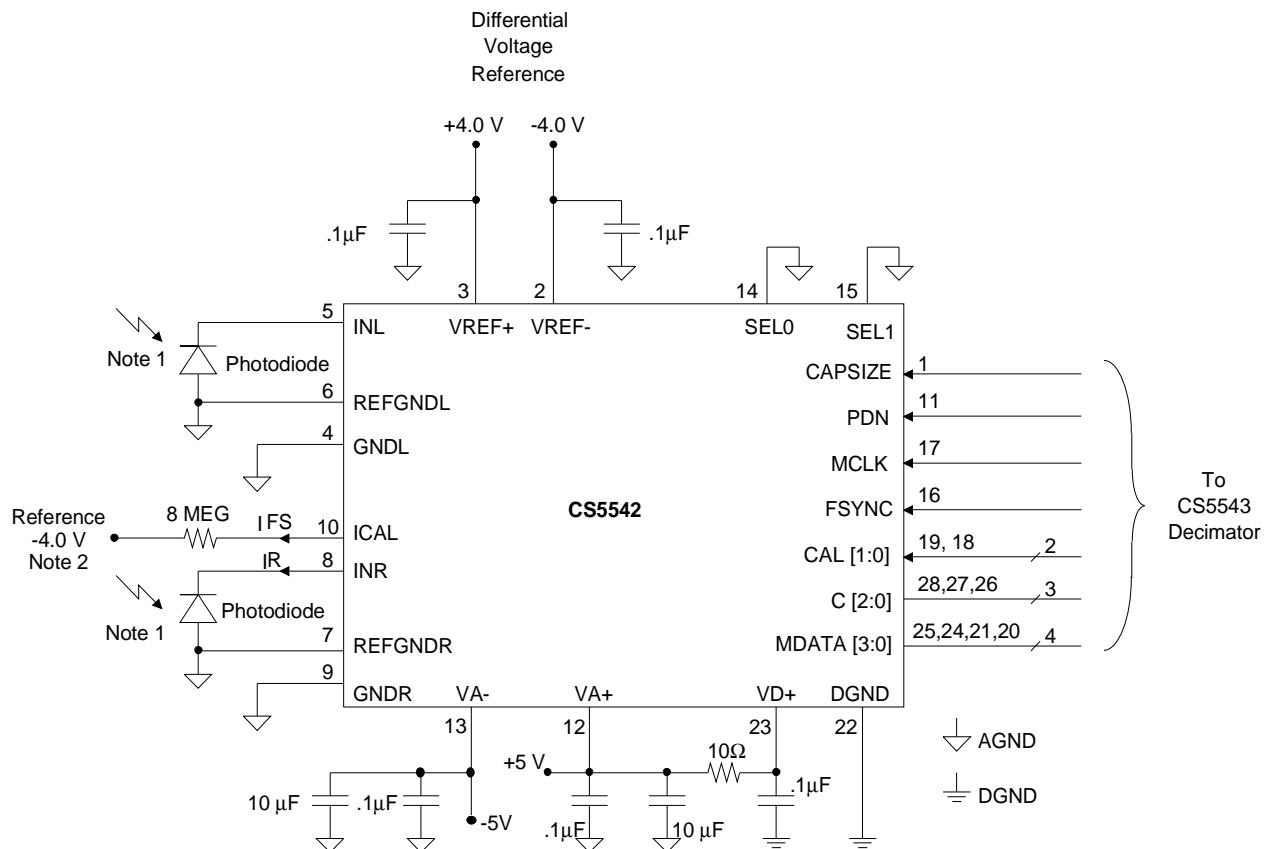 Differential
Voltage
Reference
+4.0 V
-4.0 V
.1µF
.1µF
3
2
14
15
5
INL
VREF+
VREF-
SEL0
SEL1
Note 1
Photodiode
6
REFGNDL
4
GNDL
CAPSIZE
1
PDN
11
MCLK
17
FSYNC
16
CAL [1:0]
19, 18
2
C [2:0]
28,27,26
3
MDATA [3:0]
25,24,21,20
4
To
CS5543
Decimator
CS5542
Reference
-4.0 V
Note 2
8 MEG
I FS
10
ICAL
IR
8
INR
Note 1
Photodiode
7
REFGNDR
9
GNDR
VA-
VA+
VD+
DGND
13
12
23
22
+5 V
10Ω
10 µF
.1µF
-5V
.1µF
10 µF
.1µF
AGND
DGND